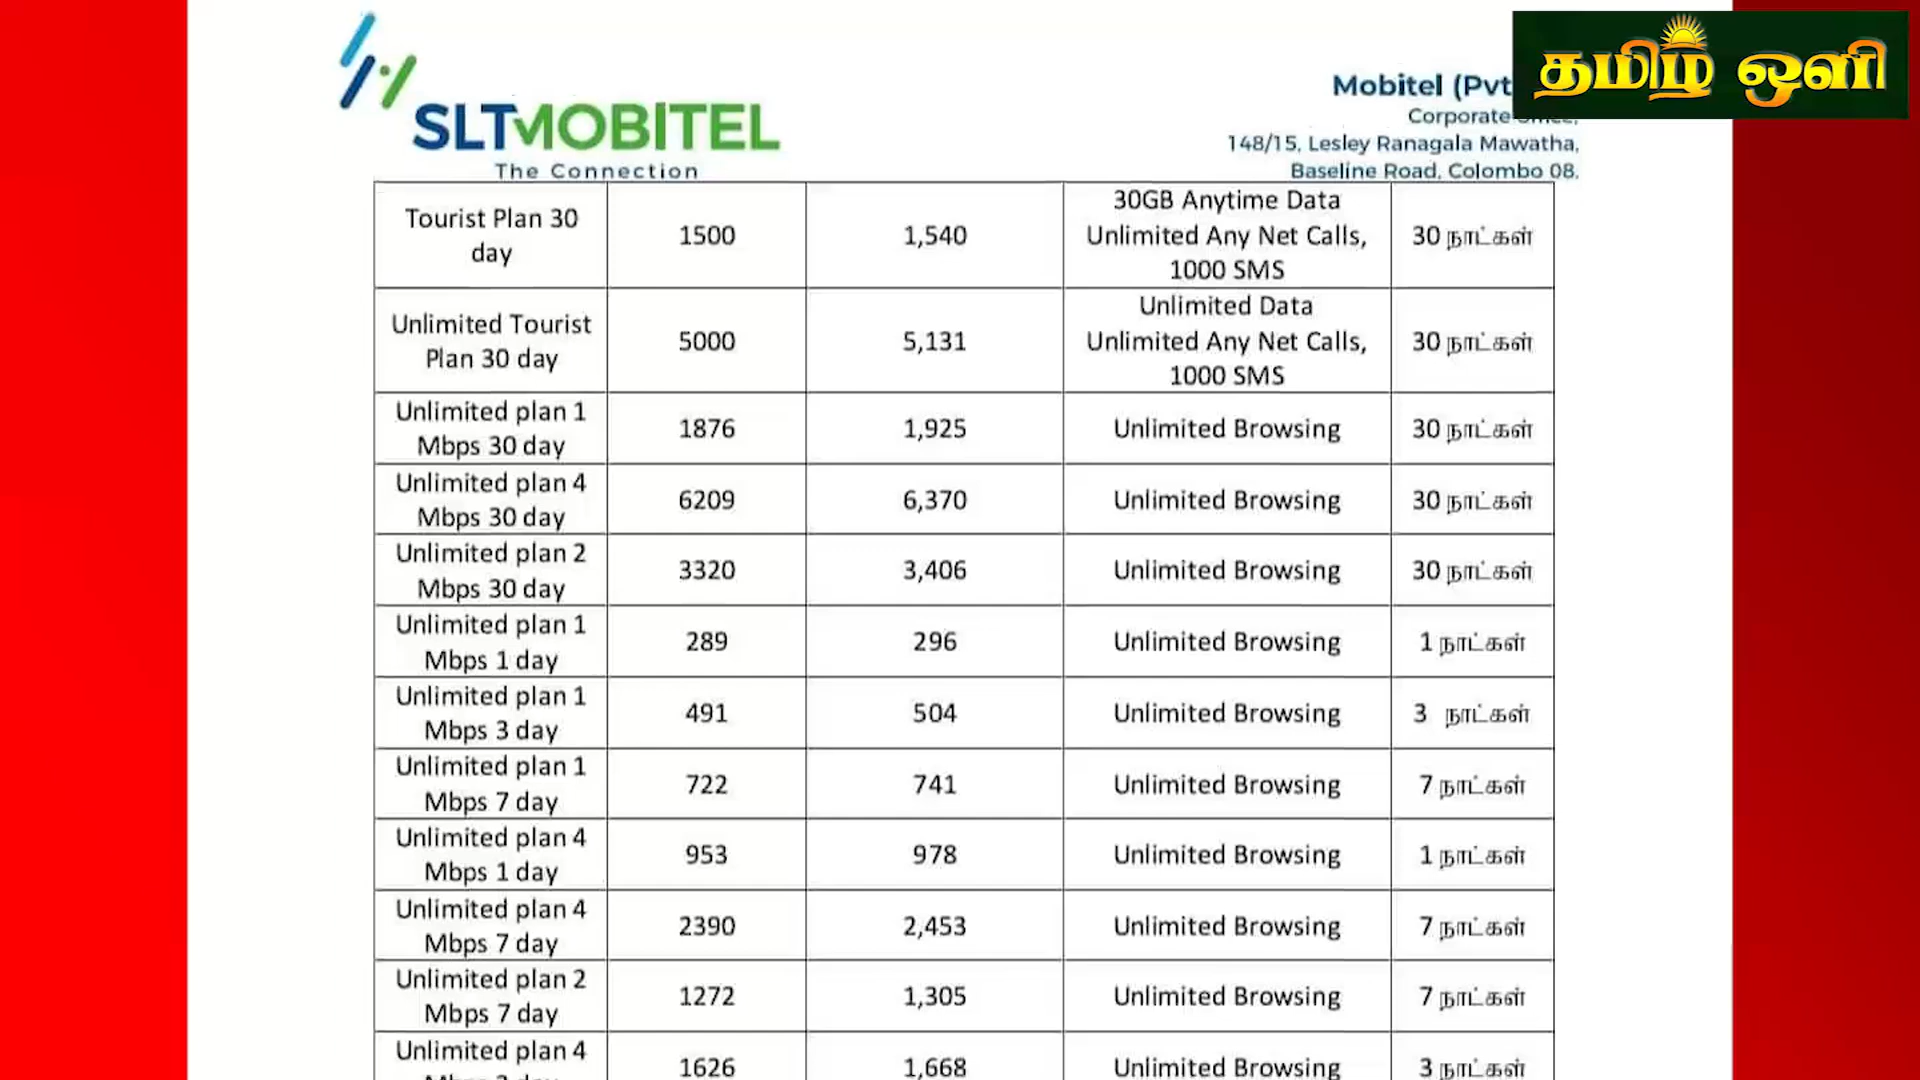 தமிழ் ஒளி
SLTMOBITEL
The Connection
Mobitel (Pvt
Corporate
148/15, Lesley Ranagala Mawatha,
Baseline Road, Colombo 08.
Tourist Plan 30
day
1500
1,540
30GB Anytime Data
Unlimited Any Net Calls,
1000 SMS
30 நாட்கள்
Unlimited Tourist
Plan 30 day
5000
5,131
Unlimited Data
Unlimited Any Net Calls,
1000 SMS
30 நாட்கள்
Unlimited plan 1
Mbps 30 day
1876
1,925
Unlimited Browsing
30 நாட்கள்
Unlimited plan 4
Mbps 30 day
6209
6,370
Unlimited Browsing
30 நாட்கள்
Unlimited plan 2
Mbps 30 day
3320
3,406
Unlimited Browsing
30 நாட்கள்
Unlimited plan 1
Mbps 1 day
289
296
Unlimited Browsing
1 நாட்கள்
Unlimited plan 1
Mbps 3 day
491
504
Unlimited Browsing
3 நாட்கள்
Unlimited plan 1
Mbps 7 day
722
741
Unlimited Browsing
7 நாட்கள்
Unlimited plan 4
Mbps 1 day
953
978
Unlimited Browsing
1 நாட்கள்
Unlimited plan 4
Mbps 7 day
2390
2,453
Unlimited Browsing
7 நாட்கள்
Unlimited plan 2
Mbps 7 day
1272
1,305
Unlimited Browsing
7 நாட்கள்
Unlimited plan 4
1626
1,668
Unlimited Browsing
3 நாட்கள்